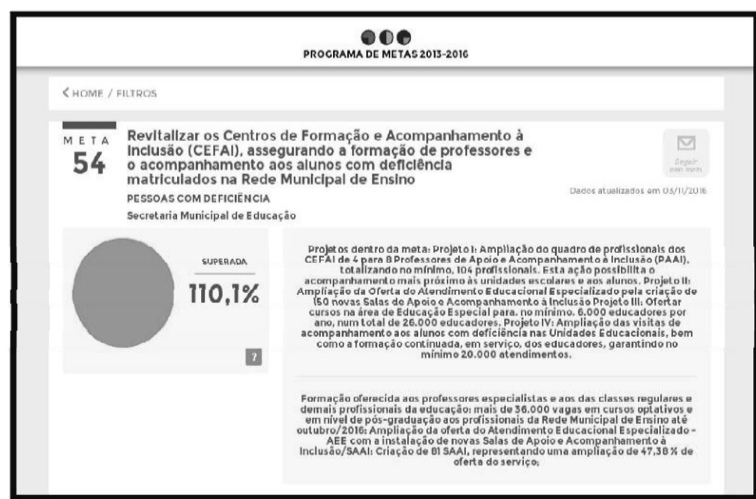 PROGRAMA DE METAS 2013-2016
< HOME / FILTROS
META
54
Revitalizar os Centros de Formação e Acompanhamento à
Inclusão (CEFAI), assegurando a formação de professores e
o acompanhamento aos alunos com deficiência
matriculados na Rede Municipal de Ensino
PESSOAS COM DEFICIÊNCIA
Secretaria Municipal de Educação
Seguir
Dados atualizados em 03/11/2016
SUPERADA
110,1%
?
Projetos dentro da meta: Projeto I: Ampliação do quadro de profissionais dos
CEFAI de 4 para 8 Professores de Apoio e Acompanhamento à Inclusão (PAAI),
totalizando no mínimo, 104 profissionais. Esta ação possibilita o
acompanhamento mais próximo às unidades escolares e aos alunos. Projeto II:
Ampliação da Oferta do Atendimento Educacional Especializado pela criação de
150 novas Salas de Apoio e Acompanhamento à Inclusão Projeto III: Ofertar
cursos na área de Educação Especial para, no mínimo, 6.000 educadores por
ano, num total de 26.000 educadores. Projeto IV: Ampliação das visitas de
acompanhamento aos alunos com deficiência nas Unidades Educacionais, bem
como a formação continuada, em serviço, dos educadores, garantindo no
mínimo 20.000 atendimentos.
Formação oferecida aos professores especialistas e aos das classes regulares e
demais profissionais da educação: mais de 36.000 vagas em cursos optativos e
em nível de pós-graduação aos profissionais da Rede Municipal de Ensino até
outubro/2016; Ampliação da oferta do Atendimento Educacional Especializado -
AEE com a instalação de novas Salas de Apoio e Acompanhamento à
Inclusão/SAAI: Criação de 81 SAAI, representando uma ampliação de 47,38 % de
oferta do serviço;